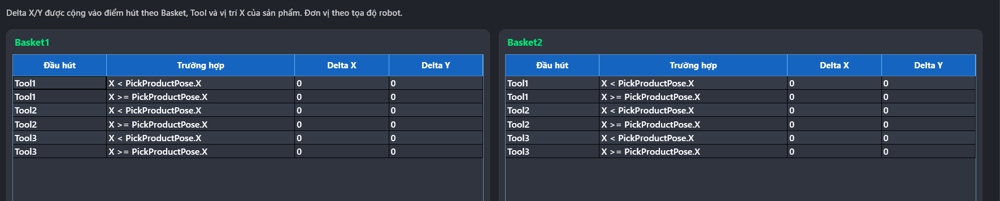 Delta X/Y được cộng vào điểm hút theo Basket, Tool và vị trí X của sản phẩm. Đơn vị theo tọa độ robot.
Basket1
Đầu hút Trường hợp Delta X Delta Y
Tool1 X < PickProductPose.X 0 0
Tool1 X >= PickProductPose.X 0 0
Tool2 X < PickProductPose.X 0 0
Tool2 X >= PickProductPose.X 0 0
Tool3 X < PickProductPose.X 0 0
Tool3 X >= PickProductPose.X 0 0
Basket2
Đầu hút Trường hợp Delta X Delta Y
Tool1 X < PickProductPose.X 0 0
Tool1 X >= PickProductPose.X 0 0
Tool2 X < PickProductPose.X 0 0
Tool2 X >= PickProductPose.X 0 0
Tool3 X < PickProductPose.X 0 0
Tool3 X >= PickProductPose.X 0 0